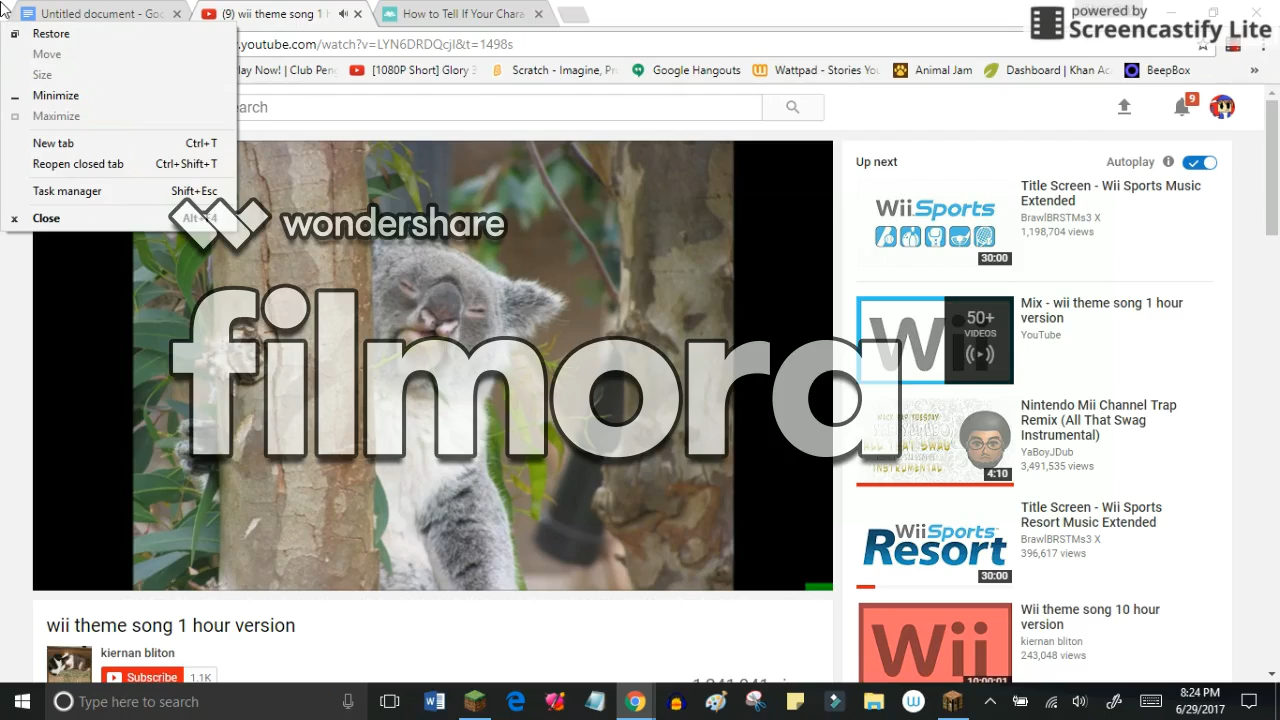 Untitled document - Goo
(9) wii theme song 1 l
How to Tell If Your Chara
powered by
Screencastify Lite
Restore
Move
Size
Minimize
Maximize
New tab Ctrl+T
Reopen closed tab Ctrl+Shift+T
Task manager Shift+Esc
Close Alt+F4
.youtube.com/watch?v=LYN6DRDQcjI&t=1498s
lay Now! | Club Peng
[1080P Short] Glory 3
Scratch - Imagine, Pr
Google Hangouts
Wattpad - Stories You
Animal Jam
Dashboard | Khan Ac
BeepBox
earch
9
wondershare
filmora
Up next
Autoplay
Wii Sports
30:00
Title Screen - Wii Sports Music
Extended
BrawlBRSTMs3 X
1,198,704 views
Wii
50+
VIDEOS
Mix - wii theme song 1 hour
version
YouTube
4:10
Nintendo Mii Channel Trap
Remix (All That Swag
Instrumental)
YaBoyJDub
3,491,535 views
Wii Sports
Resort
30:00
Title Screen - Wii Sports
Resort Music Extended
BrawlBRSTMs3 X
396,617 views
Wii
10:00:01
Wii theme song 10 hour
version
kiernan bliton
243,048 views
wii theme song 1 hour version
kiernan bliton
Subscribe 1.1K
Type here to search
8:24 PM
6/29/2017